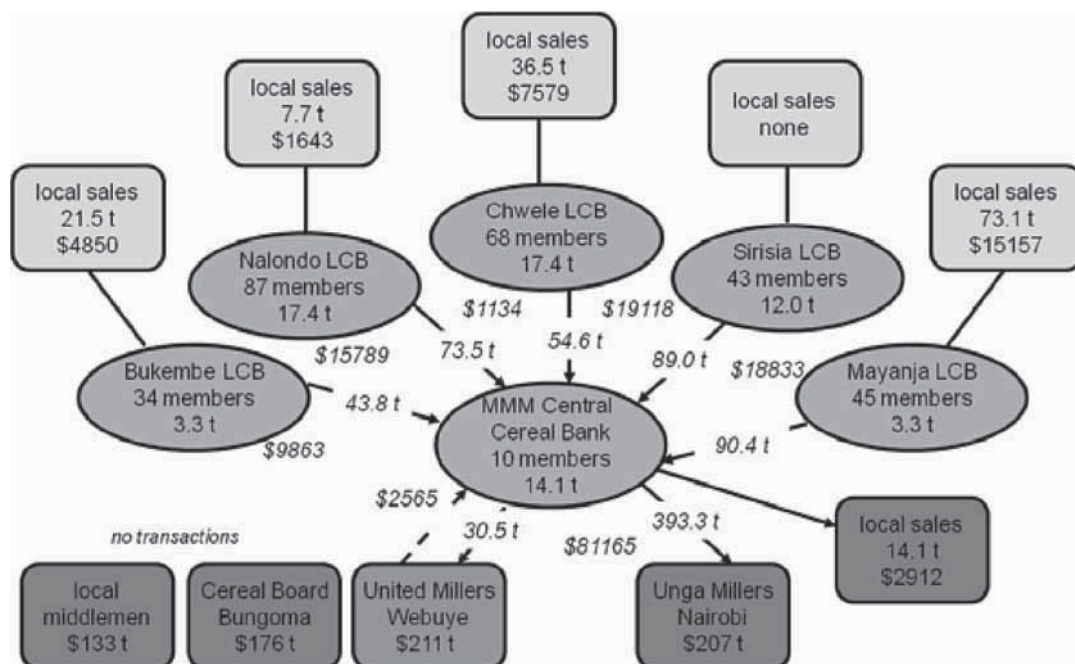 local sales
36.5 t
$7579
local sales
7.7 t
$1643
local sales
none
local sales
21.5 t
$4850
local sales
73.1 t
$15157
Chwele LCB
68 members
17.4 t
Nalondo LCB
87 members
17.4 t
Sirisia LCB
43 members
12.0 t
Bukembe LCB
34 members
3.3 t
Mayanja LCB
45 members
3.3 t
$1134
$19118
$15789
73.5 t
54.6 t
89.0 t
$18833
43.8 t
$9863
90.4 t
MMM Central
Cereal Bank
10 members
14.1 t
$2565
30.5 t
$81165
393.3 t
local sales
14.1 t
$2912
no transactions
local
middlemen
$133 t
Cereal Board
Bungoma
$176 t
United Millers
Webuye
$211 t
Unga Millers
Nairobi
$207 t